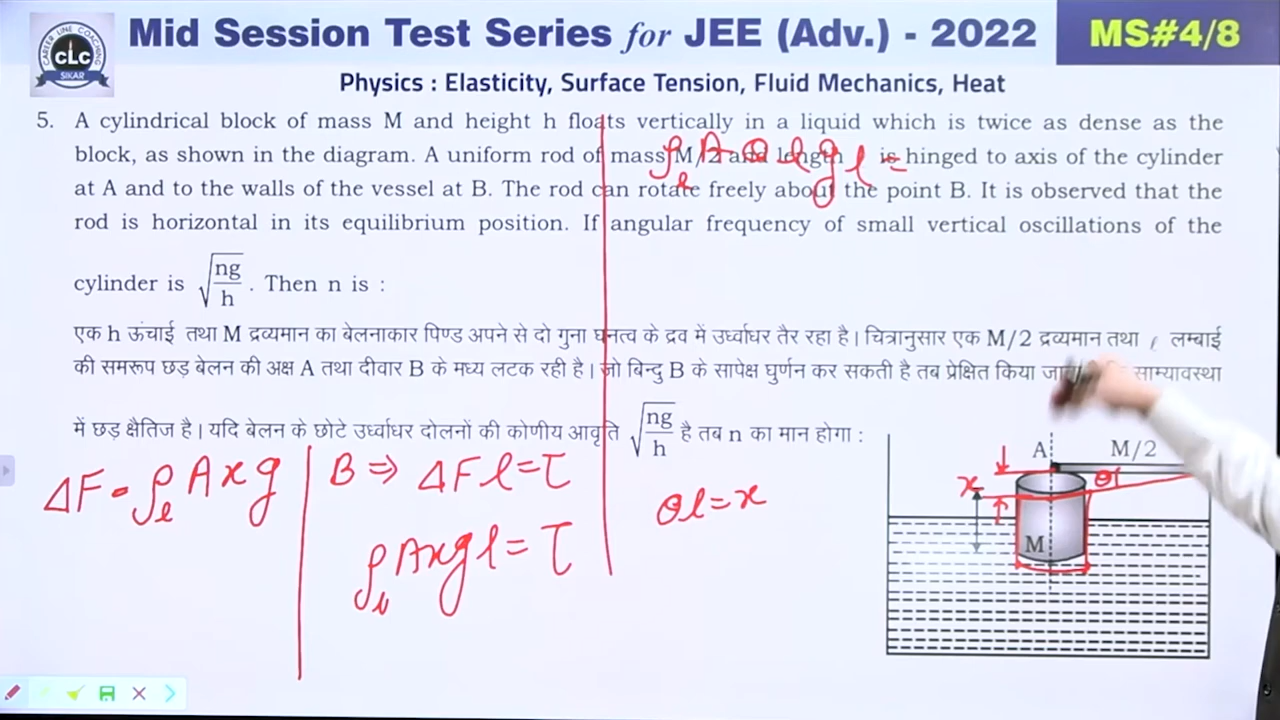 CAREER LINE COACHING
CLC
SIKAR
Mid Session Test Series for JEE (Adv.) - 2022
MS#4/8
Physics : Elasticity, Surface Tension, Fluid Mechanics, Heat
5. A cylindrical block of mass M and height h floats vertically in a liquid which is twice as dense as the
block, as shown in the diagram. A uniform rod of mass M/2 and length is hinged to axis of the cylinder
at A and to the walls of the vessel at B. The rod can rotate freely about the point B. It is observed that the
rod is horizontal in its equilibrium position. If angular frequency of small vertical oscillations of the
cylinder is √(ng/h). Then n is :
एक h ऊंचाई तथा M द्रव्यमान का बेलनाकार पिण्ड अपने से दो गुना घनत्व के द्रव में उर्ध्वाधर तैर रहा है। चित्रानुसार एक M/2 द्रव्यमान तथा ℓ लम्बाई
की समरूप छड़ बेलन की अक्ष A तथा दीवार B के मध्य लटक रही है। जो बिन्दु B के सापेक्ष घुर्णन कर सकती है तब प्रेक्षित किया साम्यावस्था
में छड़ क्षैतिज है। यदि बेलन के छोटे उर्ध्वाधर दोलनों की कोणीय आवृति √(ng/h) है तब n का मान होगा :
ρ_l A θ l g l =
ΔF = ρ_l A x g
B ⇒ ΔF l = τ
ρ_l A x g l = τ
θl = x
A
M/2
x
θ
M